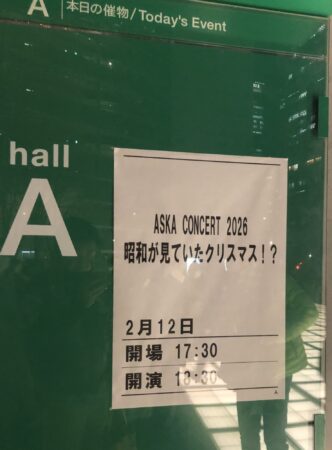 A 本日の催物/Today's Event
hall
A
ASKA CONCERT 2026
昭和が見ていたクリスマス!?
2月12日
開場 17:30
開演 18:30
A